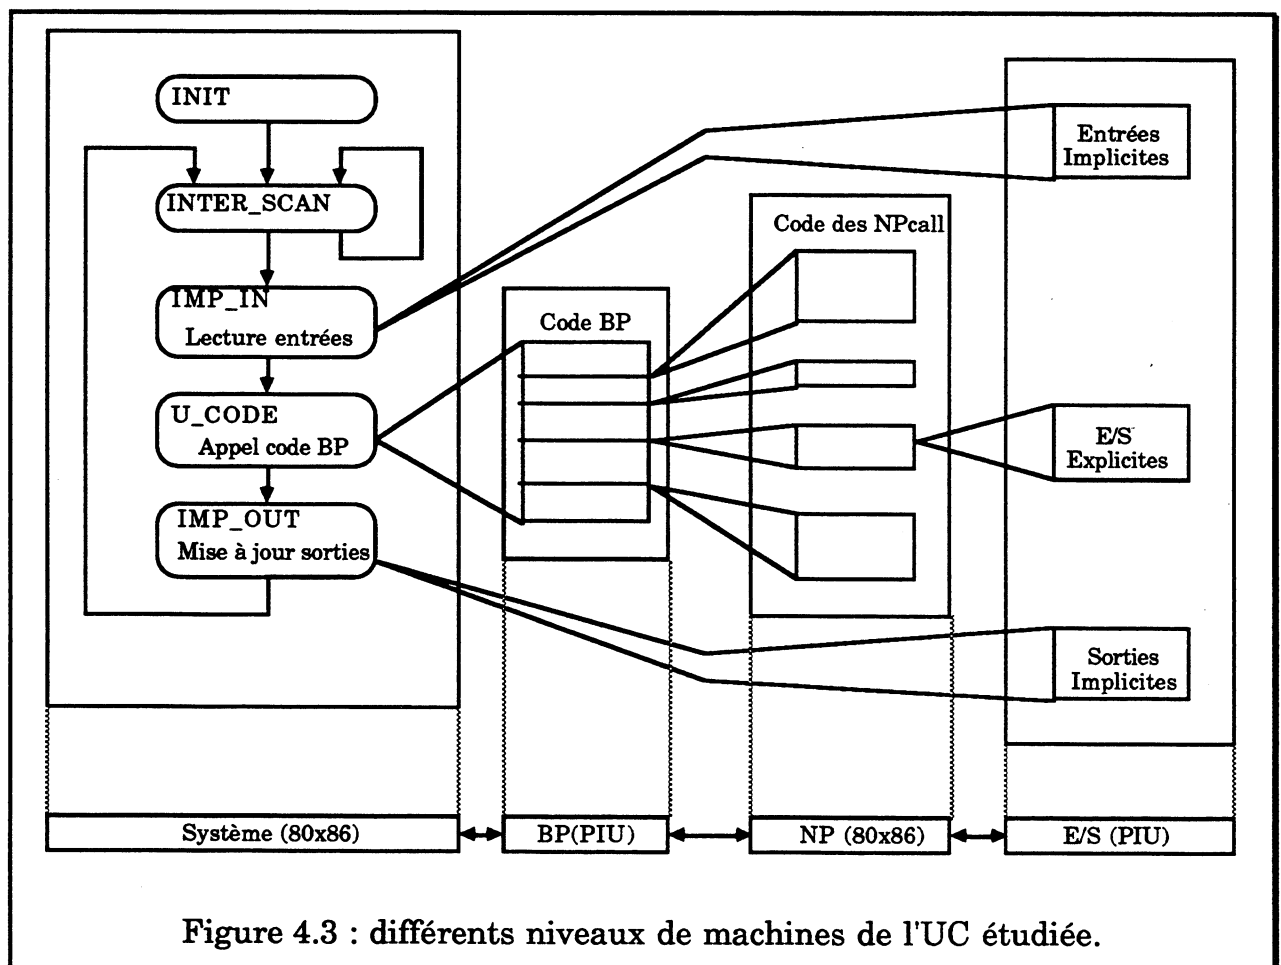 INIT
INTER_SCAN
IMP_IN
Lecture entrées
U_CODE
Appel code BP
IMP_OUT
Mise à jour sorties
Code BP
Code des NPcall
Entrées
Implicites
E/S
Explicites
Sorties
Implicites
Système (80x86)
BP(PIU)
NP (80x86)
E/S (PIU)
Figure 4.3 : différents niveaux de machines de l'UC étudiée.